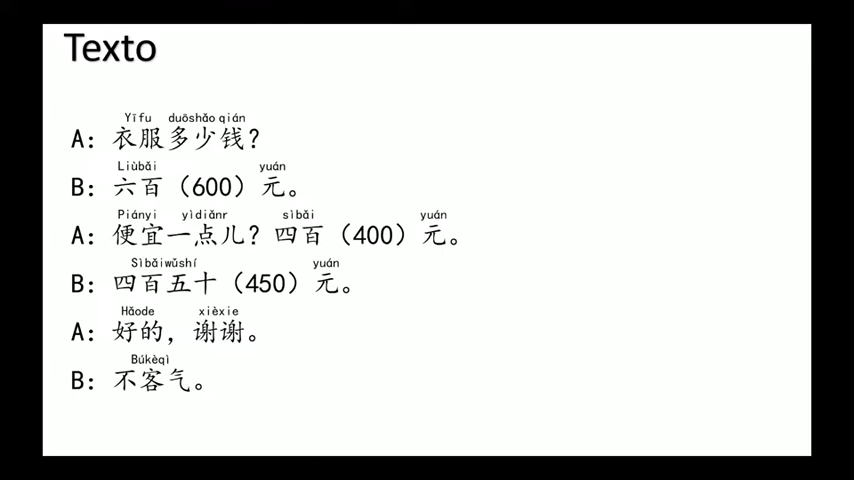 Texto
Yīfu duōshǎo qián
A: 衣服多少钱?
Liùbǎi yuán
B: 六百（600）元。
Piányi yìdiǎnr sìbǎi yuán
A: 便宜一点儿? 四百（400）元。
Sìbǎiwǔshí yuán
B: 四百五十（450）元。
Hǎode xièxie
A: 好的, 谢谢。
Búkèqì
B: 不客气。